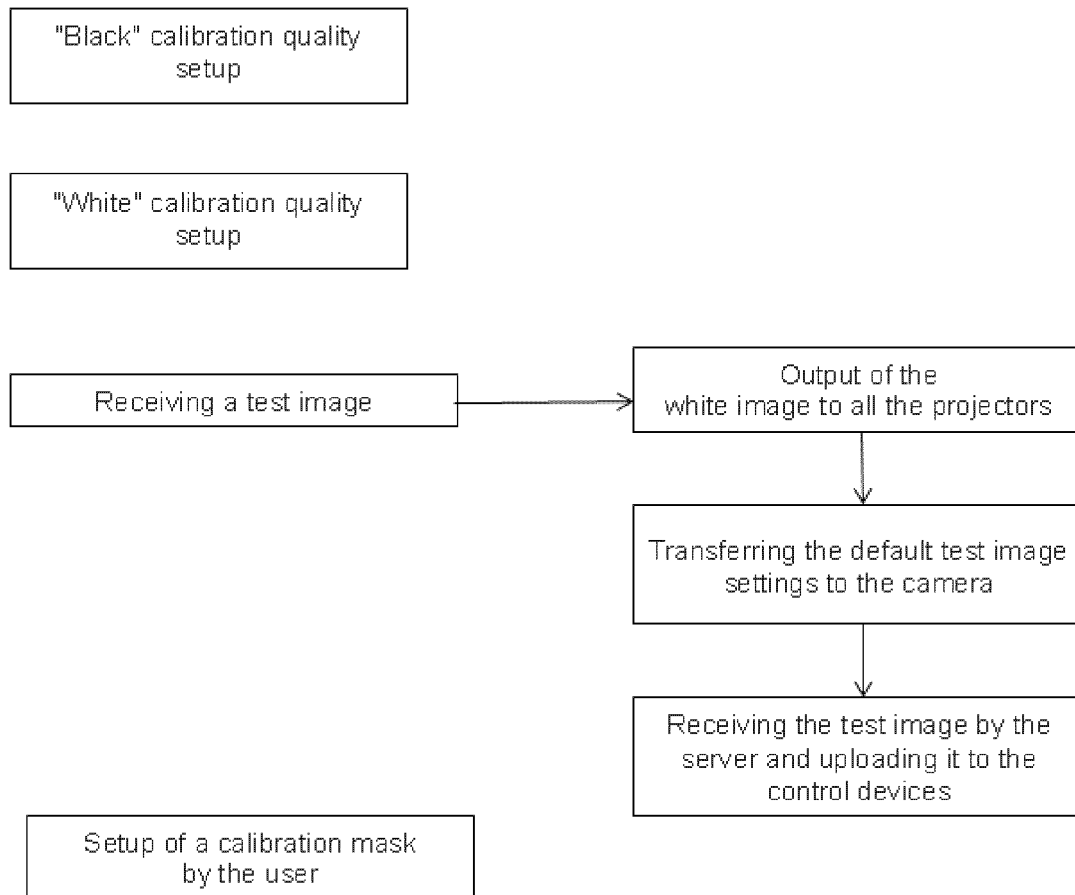 "Black" calibration quality
setup
"White" calibration quality
setup
Receiving a test image
Output of the
white image to all the projectors
Transferring the default test image
settings to the camera
Receiving the test image by the
server and uploading it to the
control devices
Setup of a calibration mask
by the user